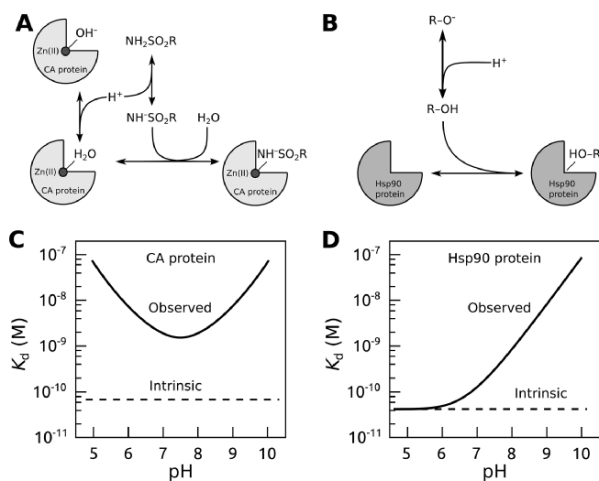 A
OH⁻
Zn(II)
CA protein
NH₂SO₂R
H⁺
NH⁻SO₂R
H₂O
H₂O
Zn(II)
CA protein
NH⁻SO₂R
Zn(II)
CA protein
B
R–O⁻
H⁺
R–OH
HO–R
Hsp90
protein
Hsp90
protein
C
CA protein
Observed
Intrinsic
10⁻⁷
10⁻⁸
10⁻⁹
10⁻¹⁰
10⁻¹¹
K_d (M)
5 6 7 8 9 10
pH
D
Hsp90 protein
Observed
Intrinsic
10⁻⁷
10⁻⁸
10⁻⁹
10⁻¹⁰
10⁻¹¹
K_d (M)
5 6 7 8 9 10
pH